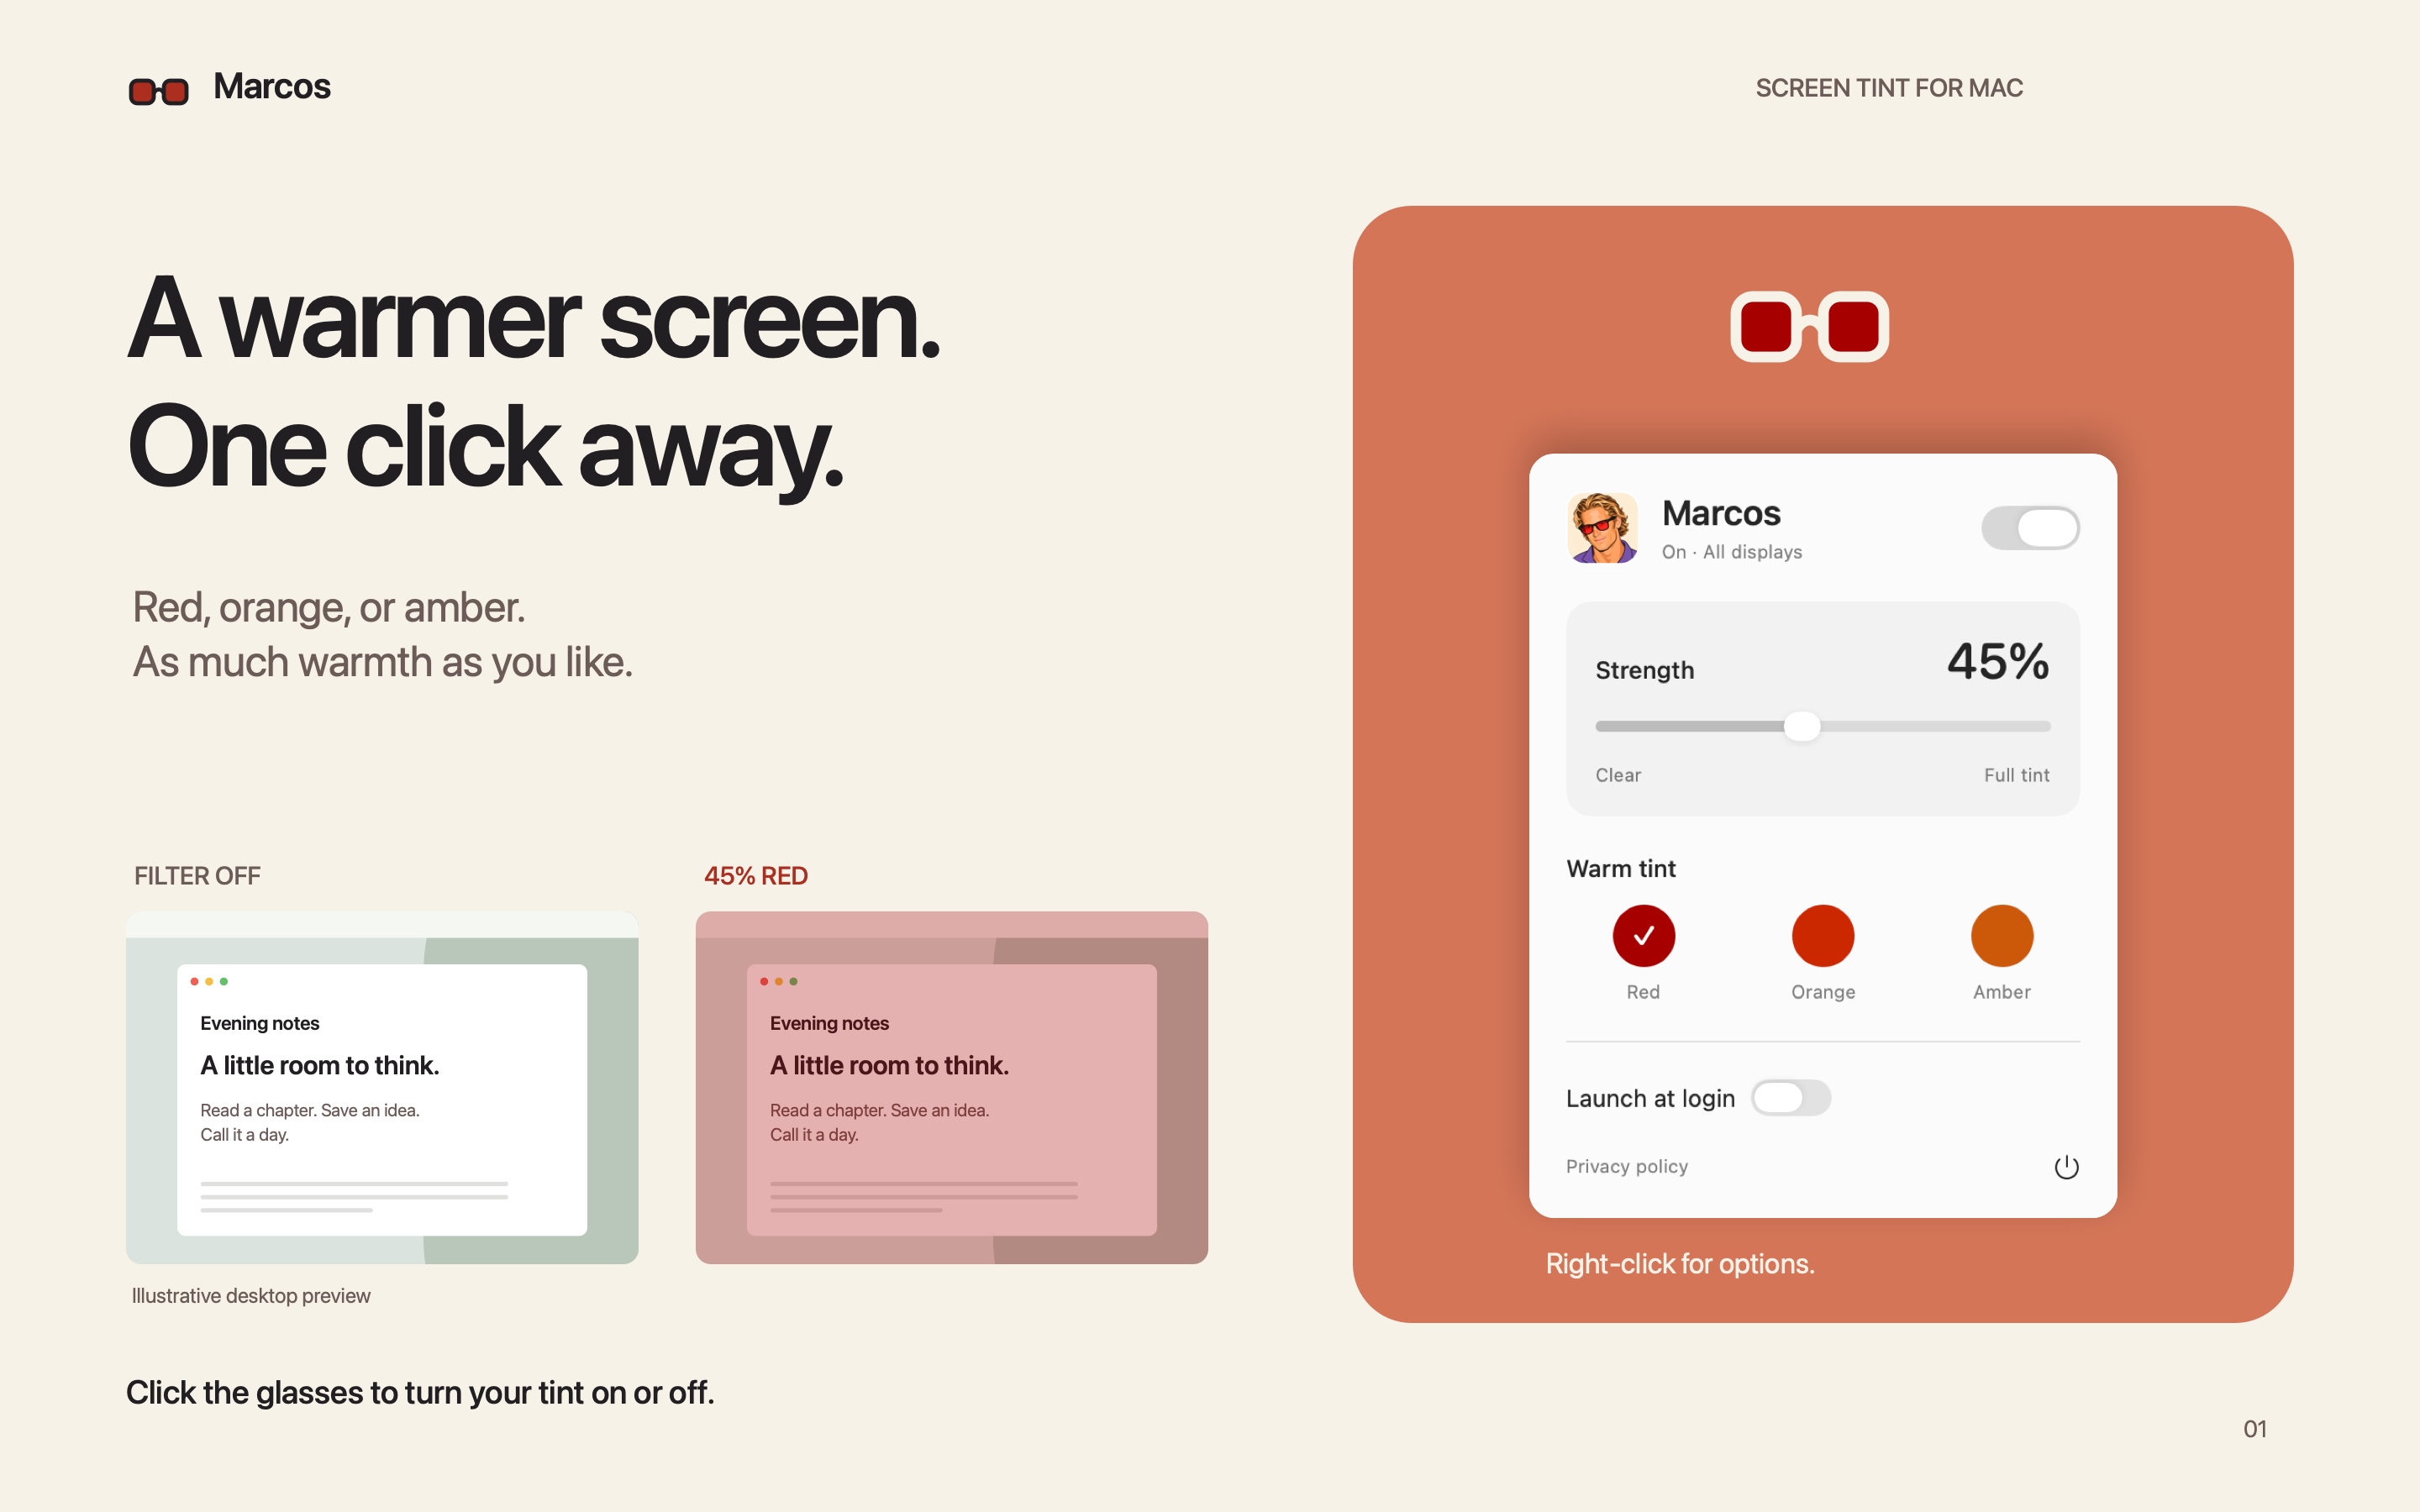 Marcos
SCREEN TINT FOR MAC
A warmer screen.
One click away.
Red, orange, or amber.
As much warmth as you like.
FILTER OFF
Evening notes
A little room to think.
Read a chapter. Save an idea.
Call it a day.
Illustrative desktop preview
45% RED
Evening notes
A little room to think.
Read a chapter. Save an idea.
Call it a day.
Click the glasses to turn your tint on or off.
Marcos
On · All displays
Strength 45%
Clear Full tint
Warm tint
Red Orange Amber
Launch at login
Privacy policy
Right-click for options.
01